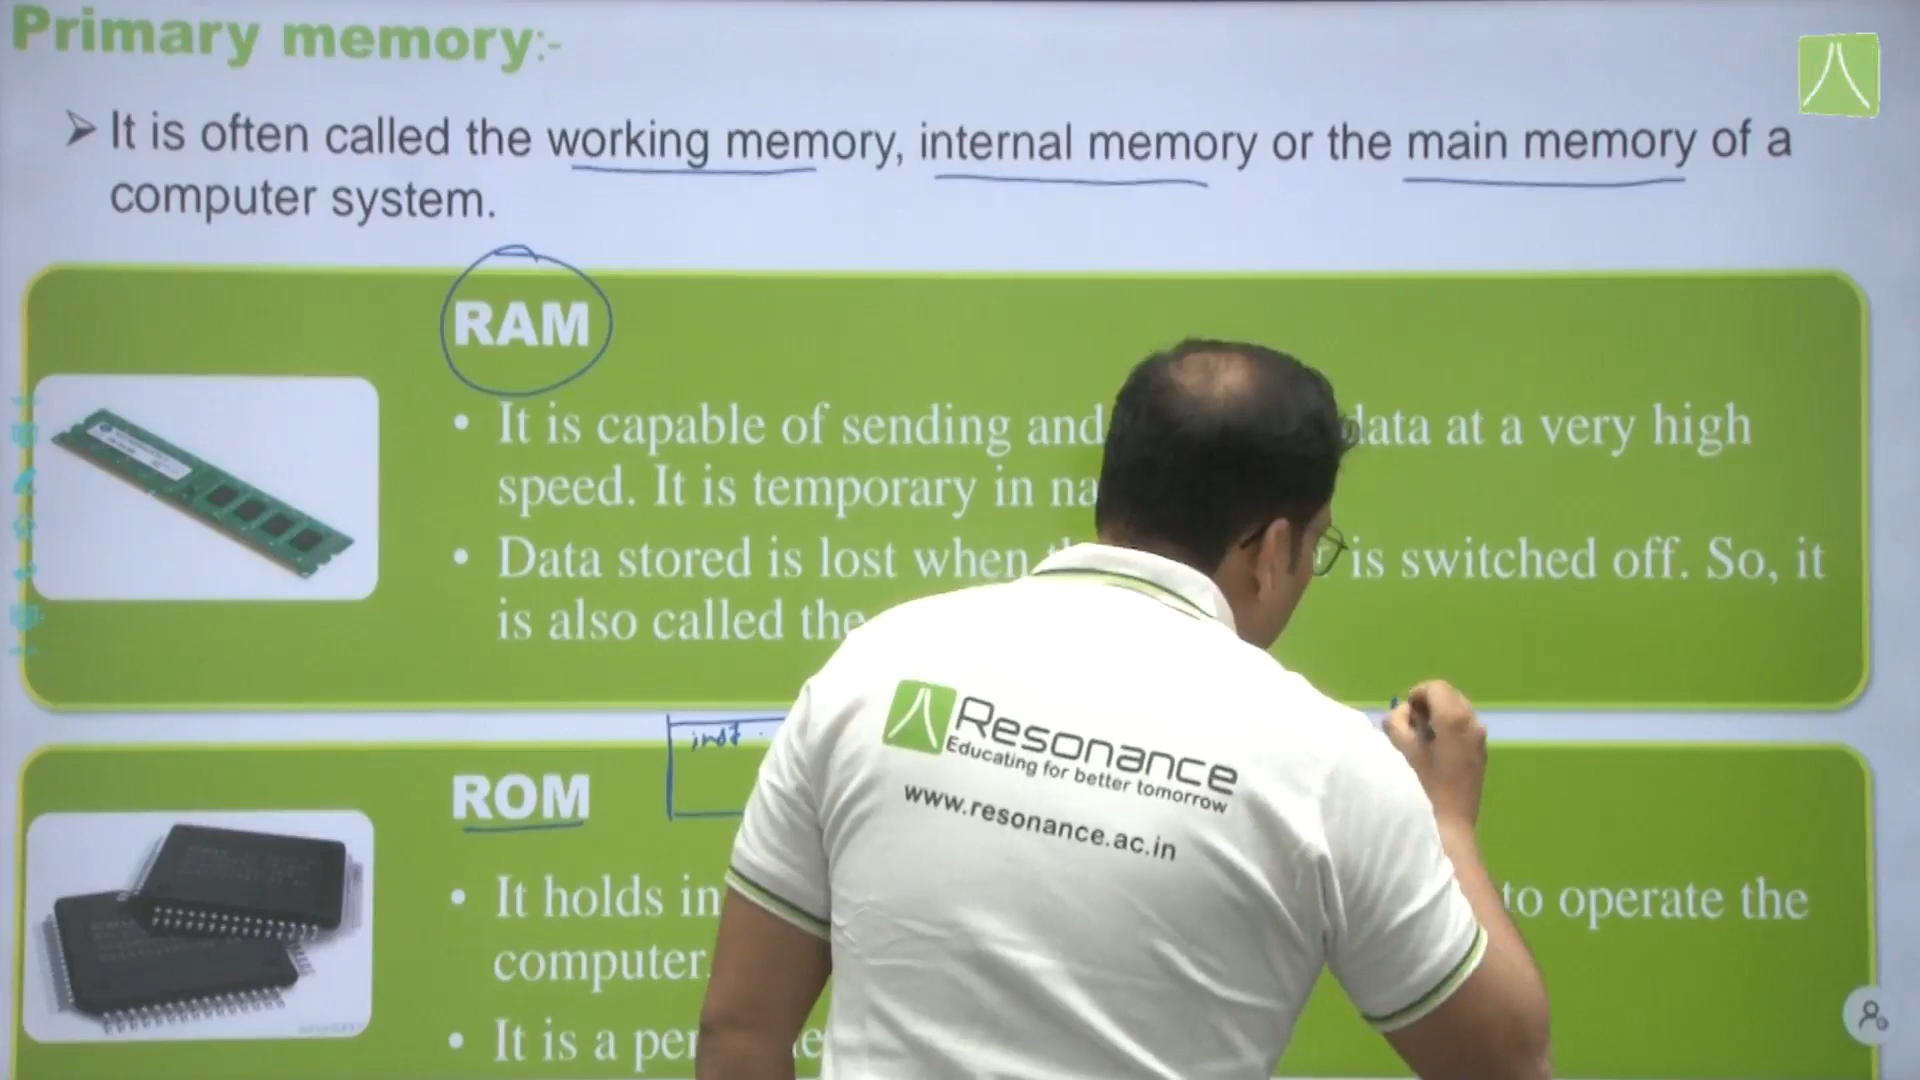 Primary memory:-
➤ It is often called the working memory, internal memory or the main memory of a
computer system.
RAM
• It is capable of sending and data at a very high
speed. It is temporary in
• Data stored is lost when is switched off. So, it
is also called the
inst
ROM
• It holds to operate the
computer.
• It is a
Resonance
Educating for better tomorrow
www.resonance.ac.in